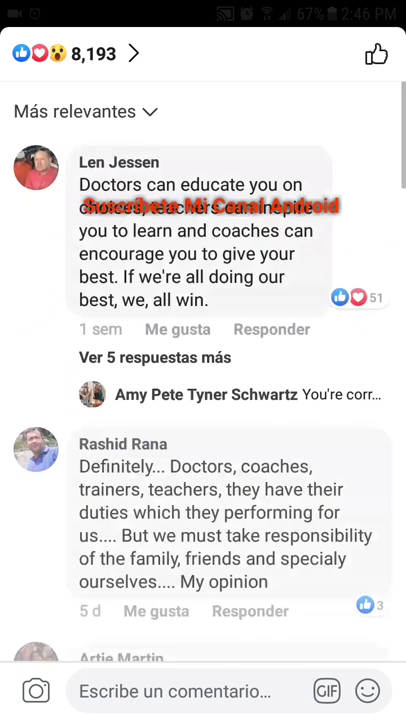 67% 2:46 PM
8,193
Más relevantes
Len Jessen
Doctors can educate you on
choices, teachers can inspire
Suscribete Mi Canal Android
you to learn and coaches can
encourage you to give your
best. If we're all doing our
best, we, all win.
51
1 sem Me gusta Responder
Ver 5 respuestas más
Amy Pete Tyner Schwartz You're corr...
Rashid Rana
Definitely... Doctors, coaches,
trainers, teachers, they have their
duties which they performing for
us.... But we must take responsibility
of the family, friends and specialy
ourselves.... My opinion
3
5 d Me gusta Responder
Artie Martin
Escribe un comentario... GIF